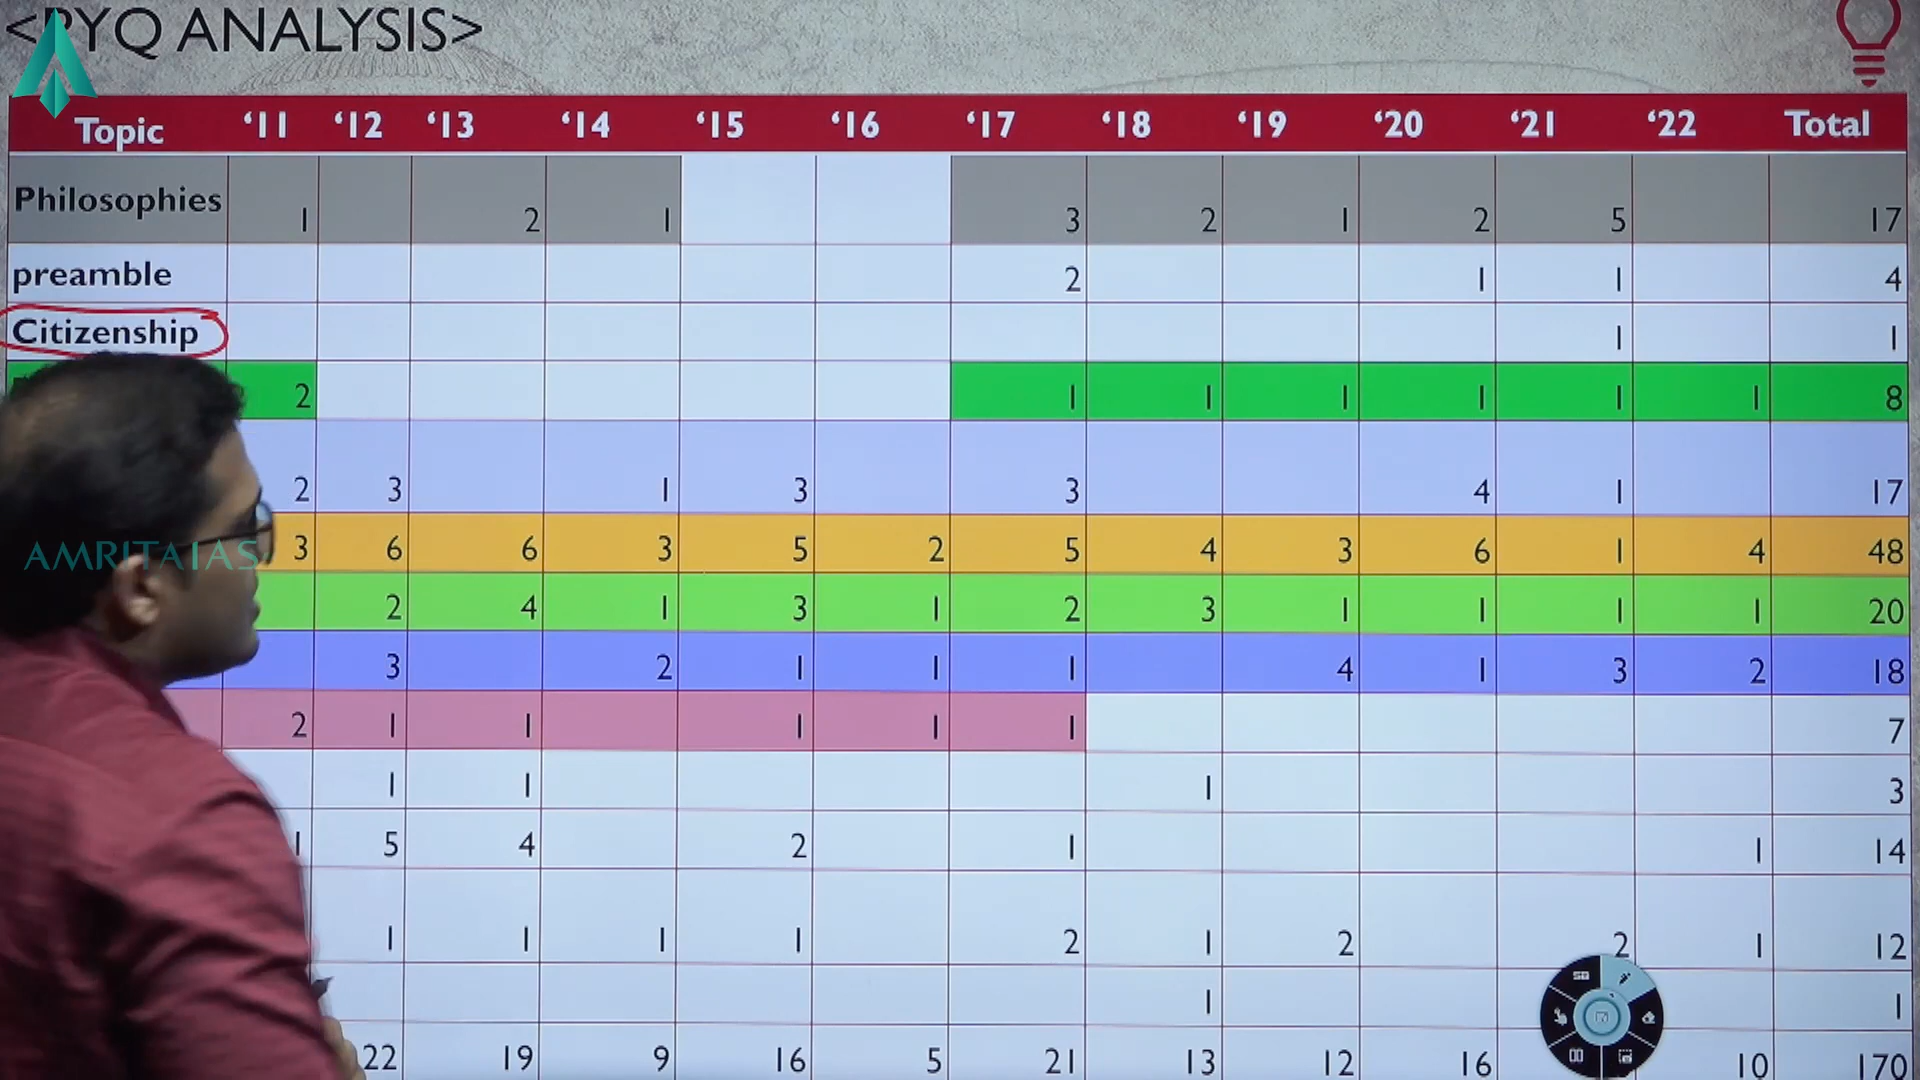 <PYQ ANALYSIS>
Topic ‘11 ‘12 ‘13 ‘14 ‘15 ‘16 ‘17 ‘18 ‘19 ‘20 ‘21 ‘22 Total
Philosophies 1 2 1 3 2 1 2 5 17
preamble 2 1 1 4
Citizenship 1 1
2 1 1 1 1 1 1 8
2 3 1 3 3 4 1 17
3 6 6 3 5 2 5 4 3 6 1 4 48
2 4 1 3 1 2 3 1 1 1 1 20
3 2 1 1 1 4 1 3 2 18
2 1 1 1 1 1 7
1 1 1 3
1 5 4 2 1 1 14
1 1 1 1 2 1 2 2 1 12
1 1
22 19 9 16 5 21 13 12 16 10 170
AMRITA IAS